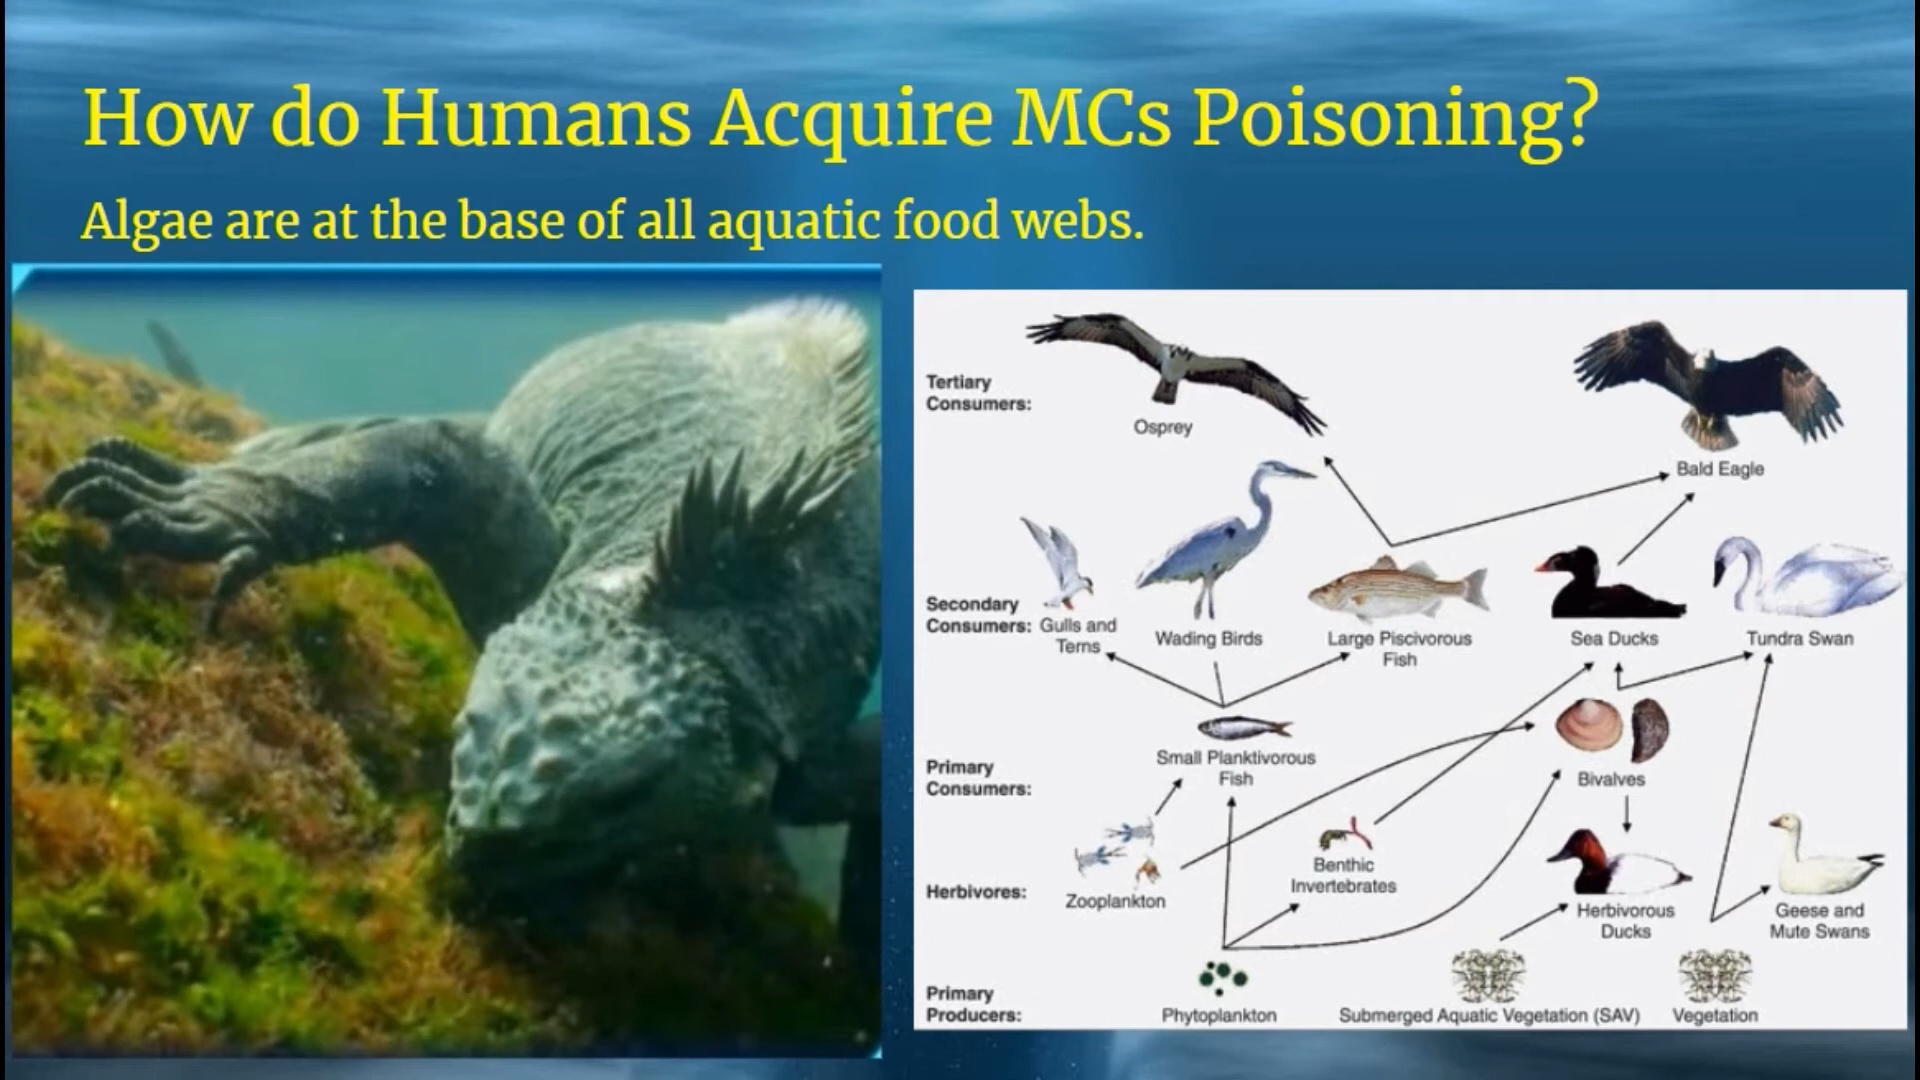 How do Humans Acquire MCs Poisoning?
Algae are at the base of all aquatic food webs.
Tertiary
Consumers:
Osprey
Bald Eagle
Secondary
Consumers:
Gulls and
Terns
Wading Birds
Large Piscivorous
Fish
Sea Ducks
Tundra Swan
Primary
Consumers:
Small Planktivorous
Fish
Bivalves
Herbivores:
Zooplankton
Benthic
Invertebrates
Herbivorous
Ducks
Geese and
Mute Swans
Primary
Producers:
Phytoplankton
Submerged Aquatic Vegetation (SAV)
Vegetation